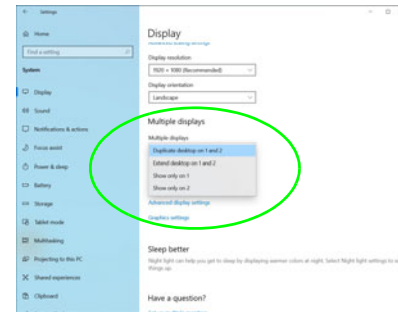 Settings
Home
Find a setting
System
Display
Sound
Notifications & actions
Focus assist
Power & sleep
Battery
Storage
Tablet mode
Multitasking
Projecting to this PC
Shared experiences
Clipboard
Display
Display resolution
1920 × 1080 (Recommended)
Display orientation
Landscape
Multiple displays
Multiple displays
Duplicate desktop on 1 and 2
Extend desktop on 1 and 2
Show only on 1
Show only on 2
Advanced display settings
Graphics settings
Sleep better
Night light can help you get to sleep by displaying warmer colors at night. Select Night light settings to s
things up.
Have a question?